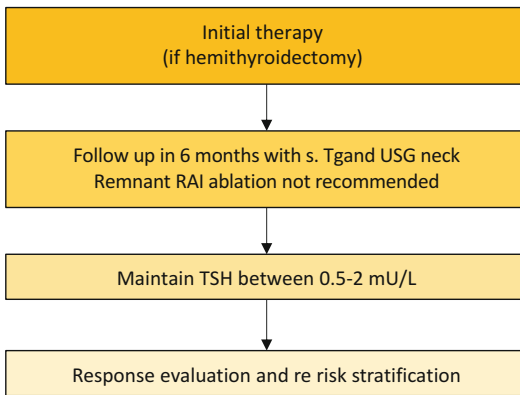 Initial therapy
(if hemithyroidectomy)
Follow up in 6 months with s. Tgand USG neck
Remnant RAI ablation not recommended
Maintain TSH between 0.5-2 mU/L
Response evaluation and re risk stratification